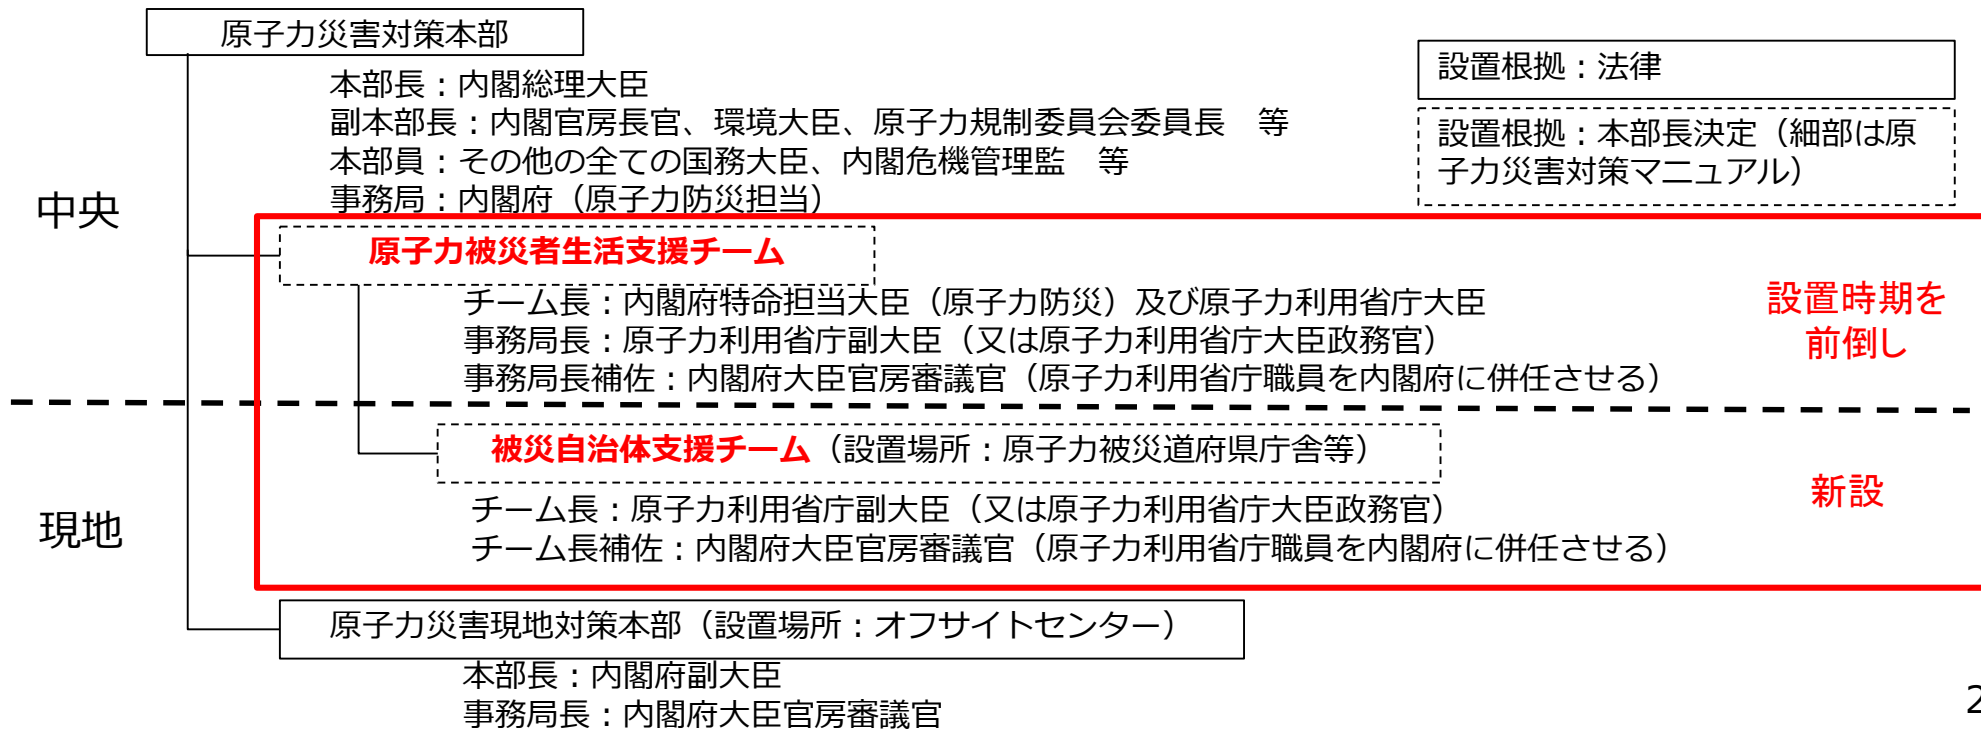 原子力災害対策本部
本部長：内閣総理大臣
副本部長：内閣官房長官、環境大臣、原子力規制委員会委員長　等
本部員：その他の全ての国務大臣、内閣危機管理監　等
事務局：内閣府（原子力防災担当）
設置根拠：法律
設置根拠：本部長決定（細部は原
子力災害対策マニュアル）
中央
原子力被災者生活支援チーム
チーム長：内閣府特命担当大臣（原子力防災）及び原子力利用省庁大臣
事務局長：原子力利用省庁副大臣（又は原子力利用省庁大臣政務官）
事務局長補佐：内閣府大臣官房審議官（原子力利用省庁職員を内閣府に併任させる）
設置時期を
前倒し
被災自治体支援チーム（設置場所：原子力被災道府県庁舎等）
チーム長：原子力利用省庁副大臣（又は原子力利用省庁大臣政務官）
チーム長補佐：内閣府大臣官房審議官（原子力利用省庁職員を内閣府に併任させる）
新設
現地
原子力災害現地対策本部（設置場所：オフサイトセンター）
本部長：内閣府副大臣
事務局長：内閣府大臣官房審議官
2